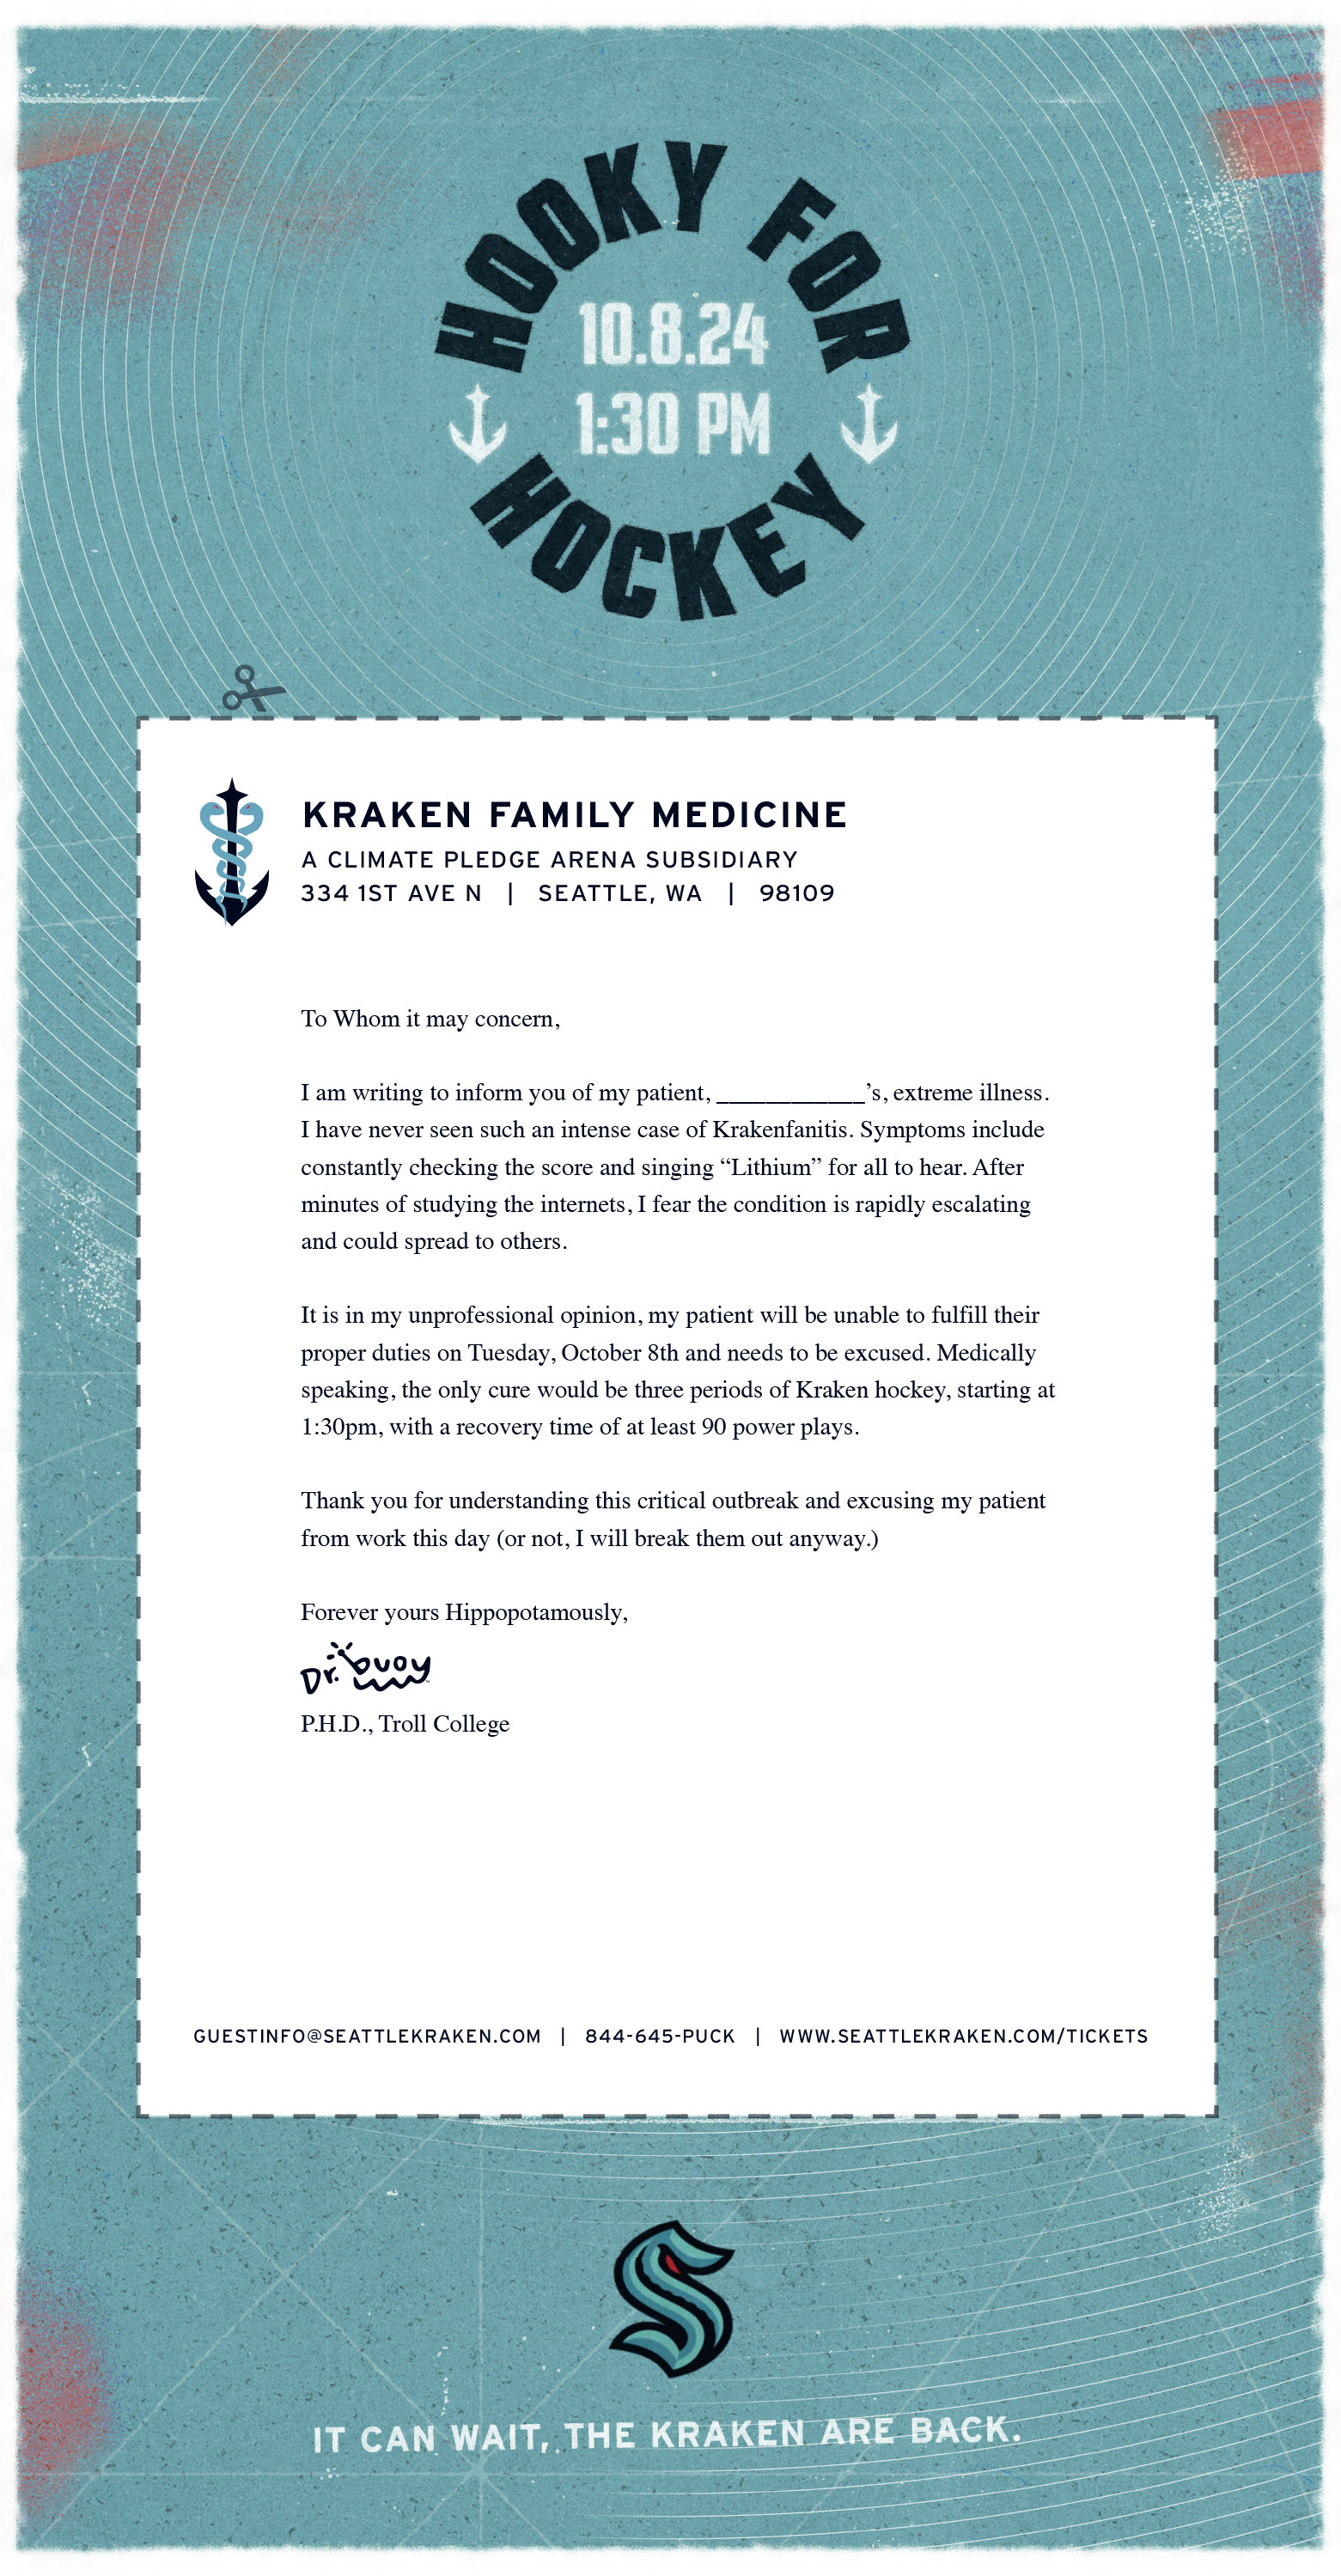 HOOKY FOR
10.8.24
1:30 PM
HOCKEY
KRAKEN FAMILY MEDICINE
A CLIMATE PLEDGE ARENA SUBSIDIARY
334 1ST AVE N | SEATTLE, WA | 98109
To Whom it may concern,
I am writing to inform you of my patient, ____________’s, extreme illness.
I have never seen such an intense case of Krakenfanitis. Symptoms include
constantly checking the score and singing “Lithium” for all to hear. After
minutes of studying the internets, I fear the condition is rapidly escalating
and could spread to others.
It is in my unprofessional opinion, my patient will be unable to fulfill their
proper duties on Tuesday, October 8th and needs to be excused. Medically
speaking, the only cure would be three periods of Kraken hockey, starting at
1:30pm, with a recovery time of at least 90 power plays.
Thank you for understanding this critical outbreak and excusing my patient
from work this day (or not, I will break them out anyway.)
Forever yours Hippopotamously,
Dr. buoy
P.H.D., Troll College
GUESTINFO@SEATTLEKRAKEN.COM | 844-645-PUCK | WWW.SEATTLEKRAKEN.COM/TICKETS
IT CAN WAIT, THE KRAKEN ARE BACK.